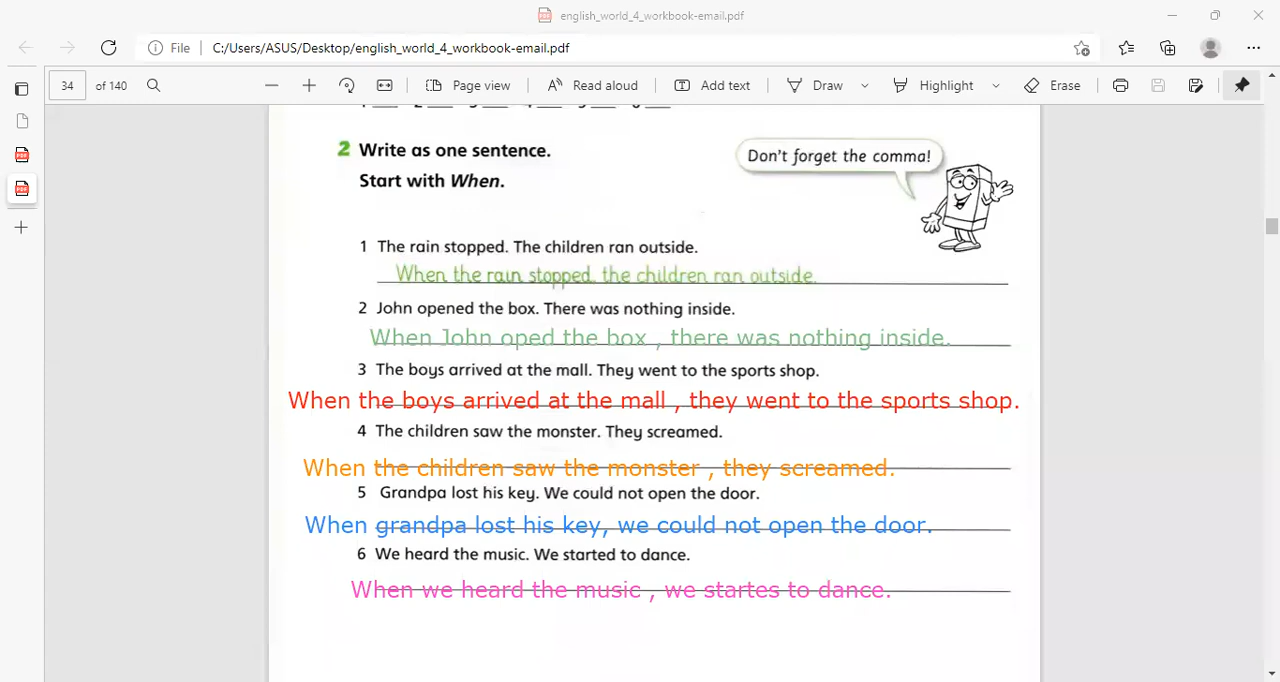 english_world_4_workbook-email.pdf
File C:/Users/ASUS/Desktop/english_world_4_workbook-email.pdf
34 of 140 Page view Read aloud Add text Draw Highlight Erase
2 Write as one sentence.
Start with When.
Don't forget the comma!
1 The rain stopped. The children ran outside.
When the rain stopped, the children ran outside.
2 John opened the box. There was nothing inside.
When John oped the box , there was nothing inside.
3 The boys arrived at the mall. They went to the sports shop.
When the boys arrived at the mall , they went to the sports shop.
4 The children saw the monster. They screamed.
When the children saw the monster , they screamed.
5 Grandpa lost his key. We could not open the door.
When grandpa lost his key, we could not open the door.
6 We heard the music. We started to dance.
When we heard the music , we startes to dance.